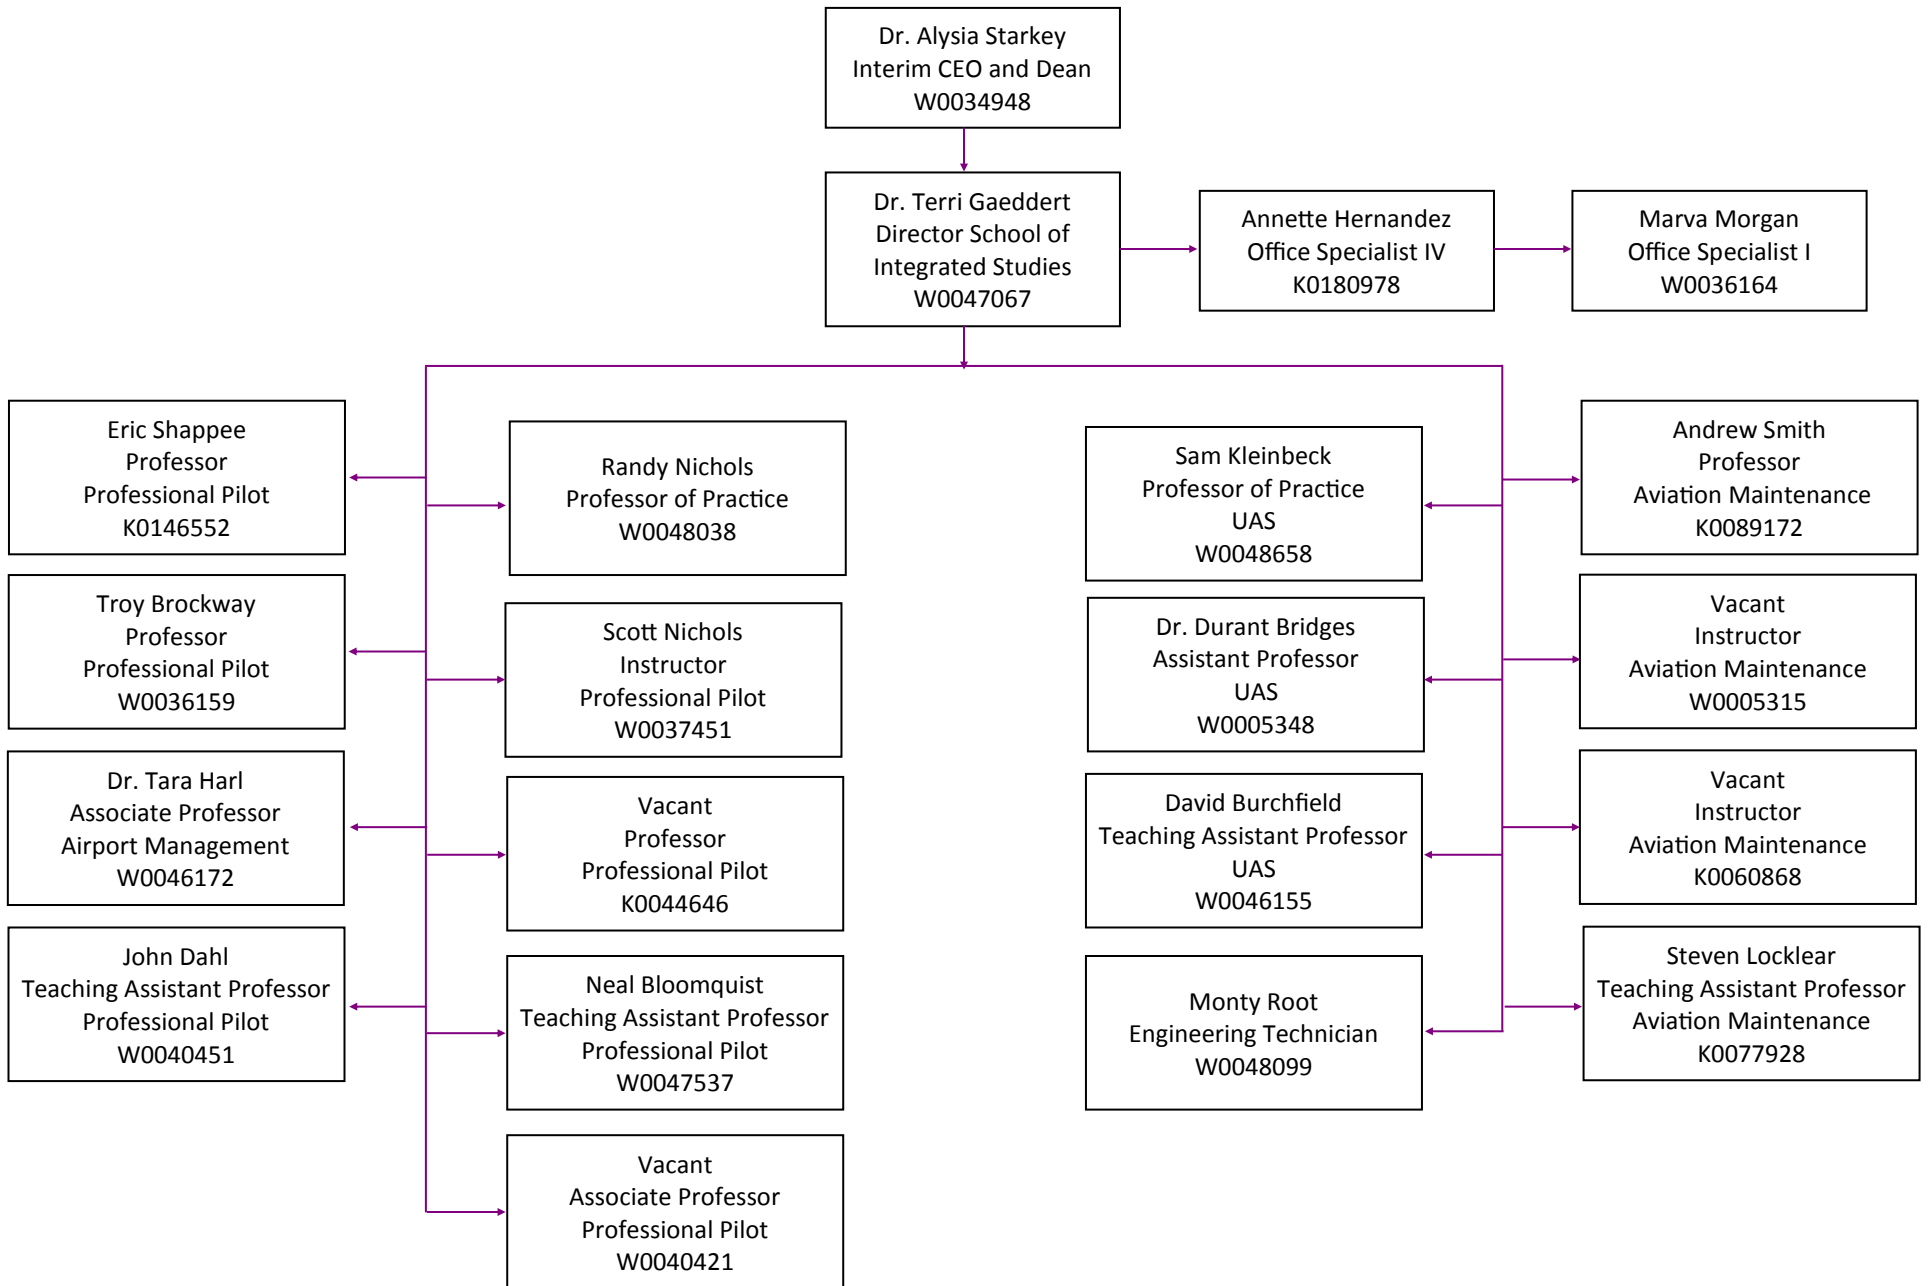 Dr. Alysia Starkey
Interim CEO and Dean
W0034948
Dr. Terri Gaeddert
Director School of
Integrated Studies
W0047067
Annette Hernandez
Office Specialist IV
K0180978
Marva Morgan
Office Specialist I
W0036164
Eric Shappee
Professor
Professional Pilot
K0146552
Troy Brockway
Professor
Professional Pilot
W0036159
Dr. Tara Harl
Associate Professor
Airport Management
W0046172
John Dahl
Teaching Assistant Professor
Professional Pilot
W0040451
Randy Nichols
Professor of Practice
W0048038
Scott Nichols
Instructor
Professional Pilot
W0037451
Vacant
Professor
Professional Pilot
K0044646
Neal Bloomquist
Teaching Assistant Professor
Professional Pilot
W0047537
Vacant
Associate Professor
Professional Pilot
W0040421
Sam Kleinbeck
Professor of Practice
UAS
W0048658
Dr. Durant Bridges
Assistant Professor
UAS
W0005348
David Burchfield
Teaching Assistant Professor
UAS
W0046155
Monty Root
Engineering Technician
W0048099
Andrew Smith
Professor
Aviation Maintenance
K0089172
Vacant
Instructor
Aviation Maintenance
W0005315
Vacant
Instructor
Aviation Maintenance
K0060868
Steven Locklear
Teaching Assistant Professor
Aviation Maintenance
K0077928